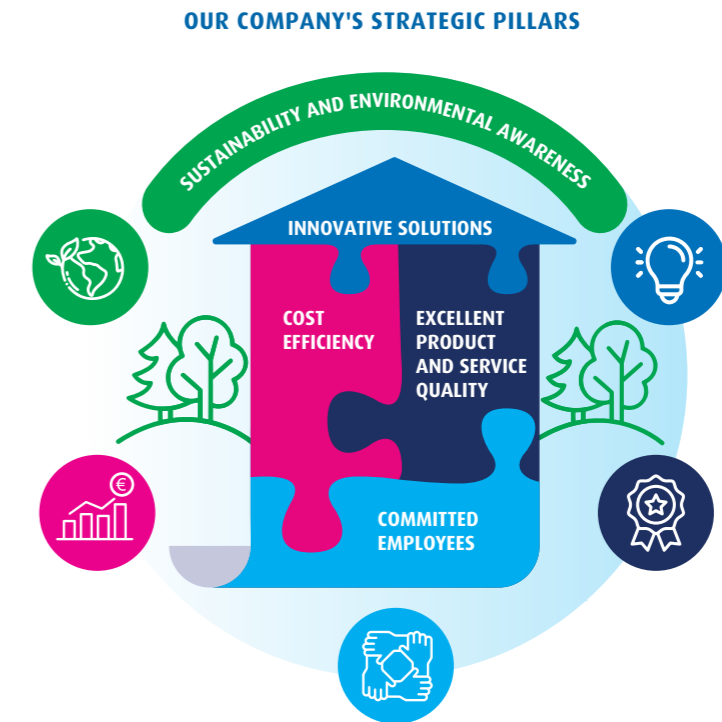 OUR COMPANY'S STRATEGIC PILLARS
SUSTAINABILITY AND ENVIRONMENTAL AWARENESS
INNOVATIVE SOLUTIONS
COST
EFFICIENCY
EXCELLENT
PRODUCT
AND SERVICE
QUALITY
€
COMMITTED
EMPLOYEES